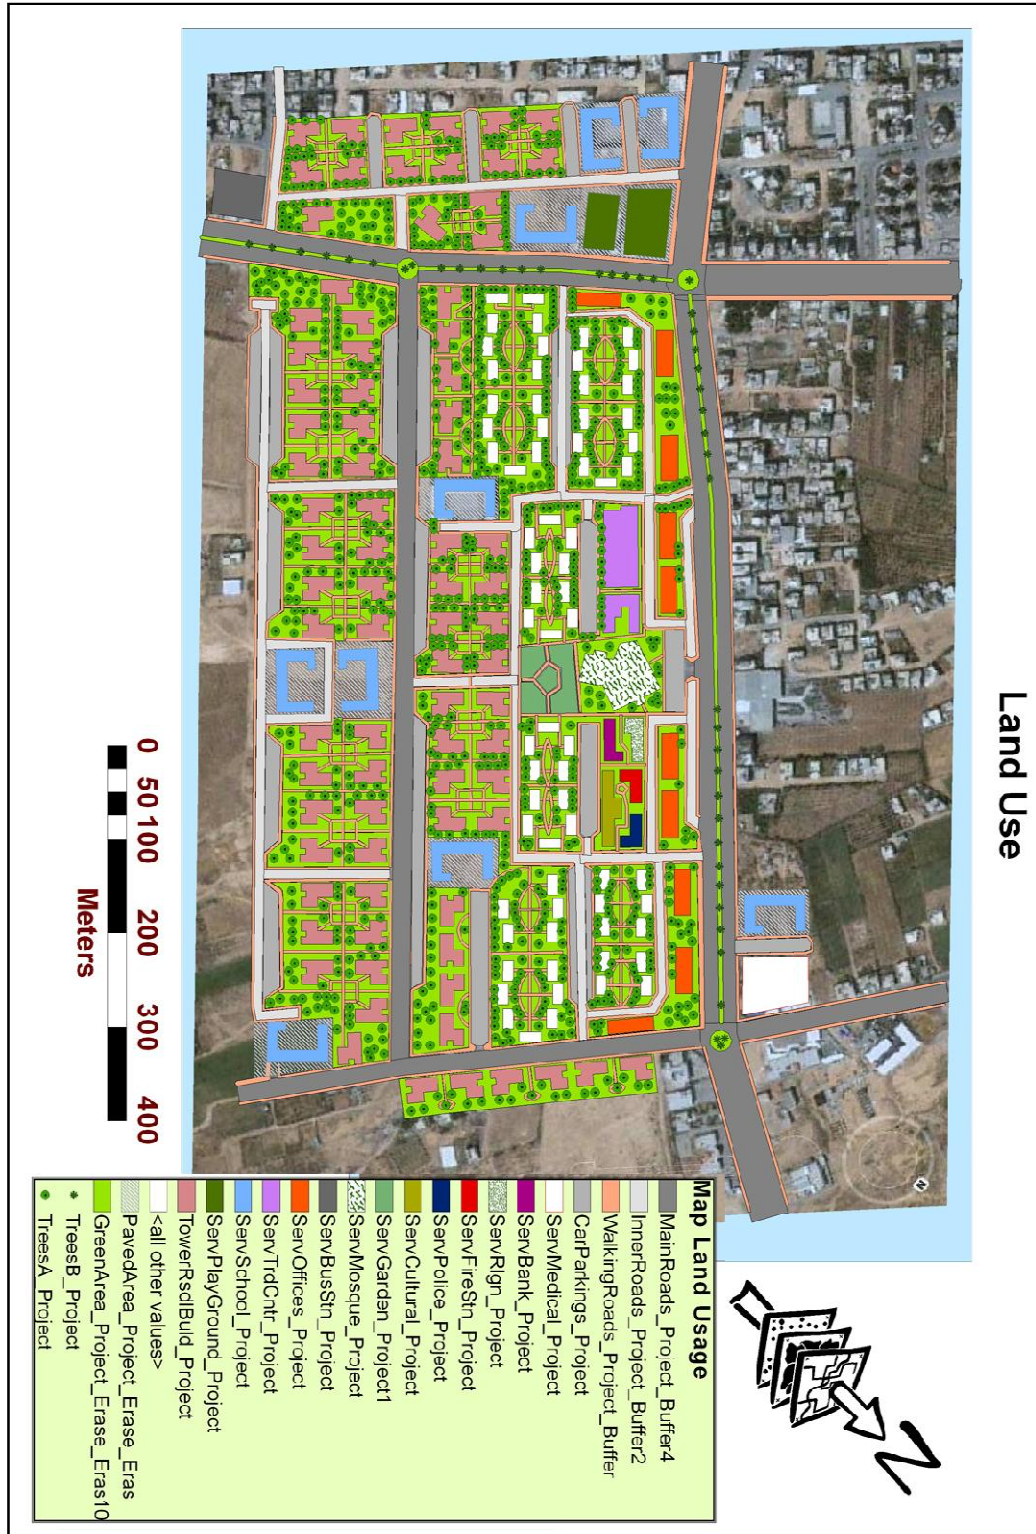 Land Use
0 50 100 200 300 400
Meters
Map Land Usage
MainRoads_Project_Buffer4
InnerRoads_Project_Buffer2
WalkingRoads_Project_Buffer
CarParkings_Project
ServMedical_Project
ServBank_Project
ServRlgn_Project
ServFireStn_Project
ServPolice_Project
ServCultural_Project
ServGarden_Project1
ServMosque_Project
ServBusStn_Project
ServOffices_Project
ServTrdCntr_Project
ServSchool_Project
ServPlayGround_Project
TowerRsdlBuld_Project
<all other values>
PavedArea_Project_Erase_Eras
GreenArea_Project_Erase_Eras10
TreesB_Project
TreesA_Project
N